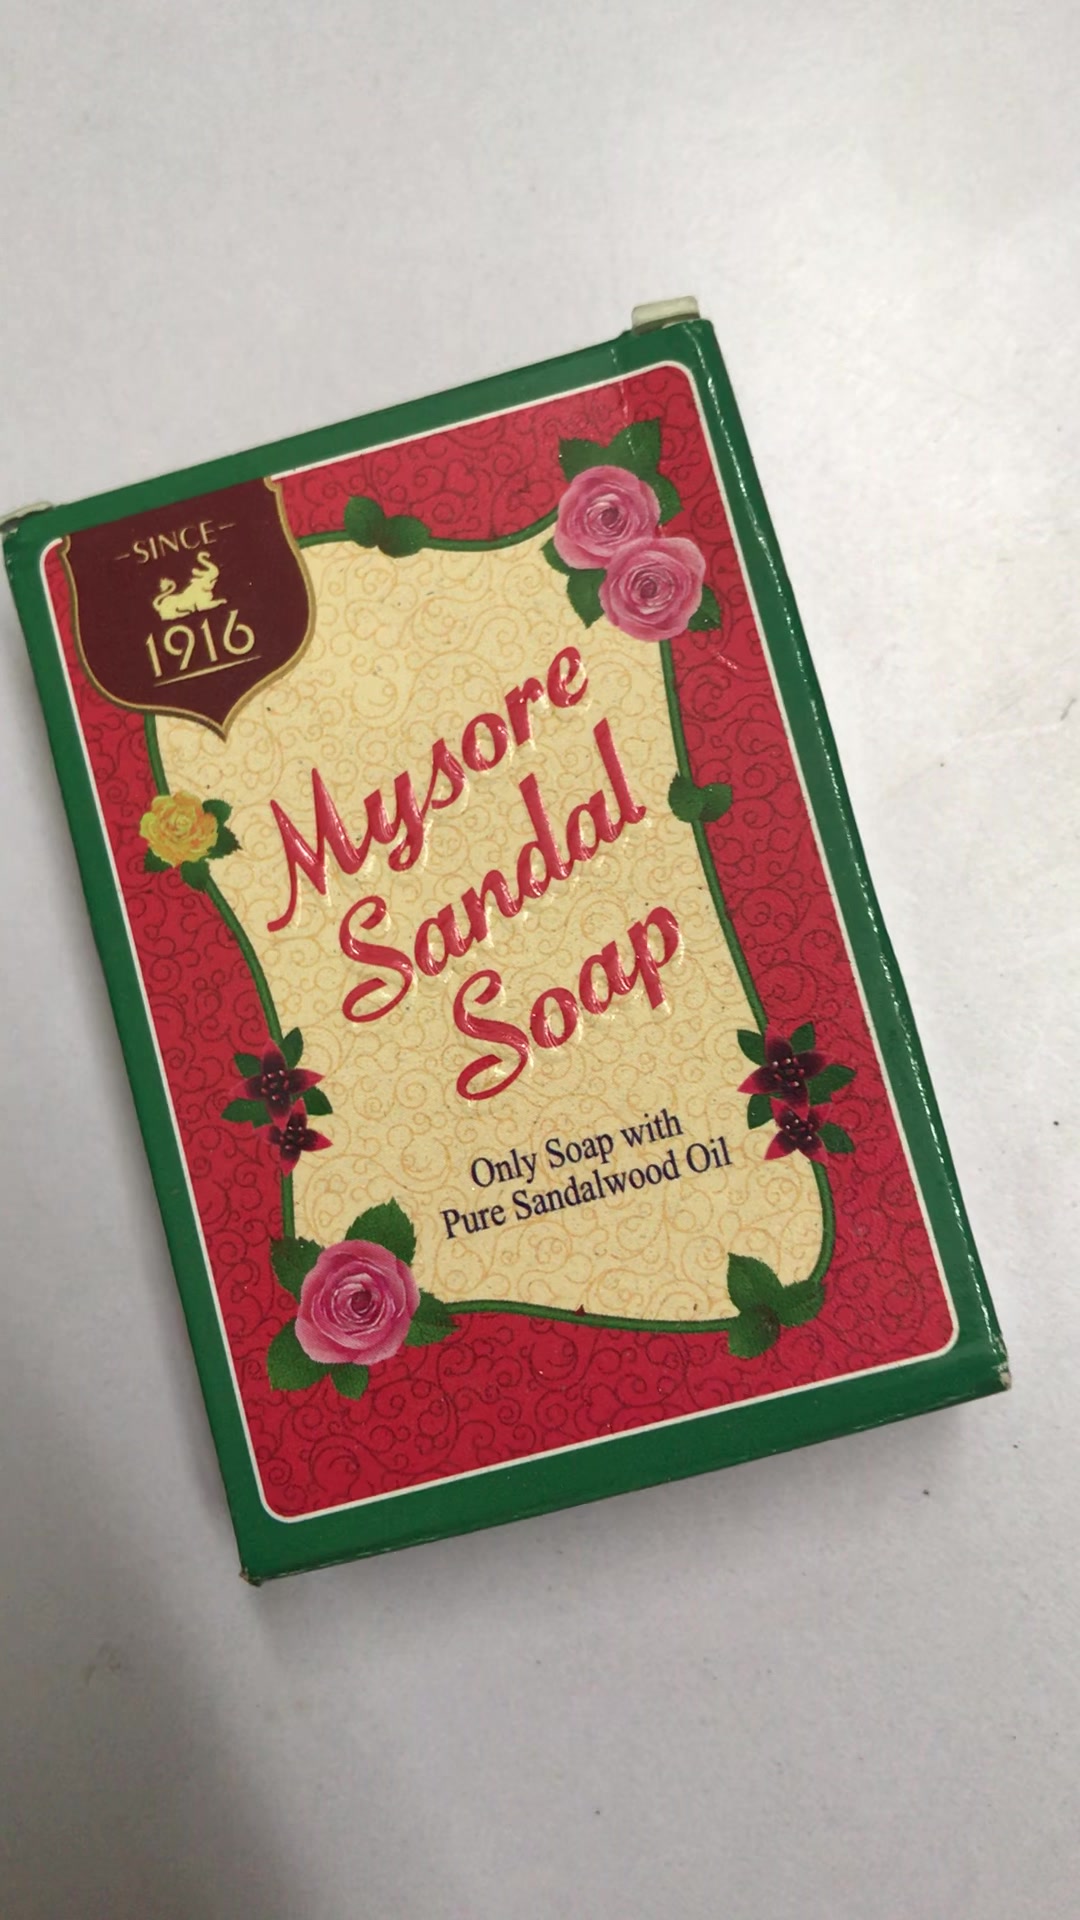 -SINCE-
1916
Mysore
Sandal
Soap
Only Soap with
Pure Sandalwood Oil